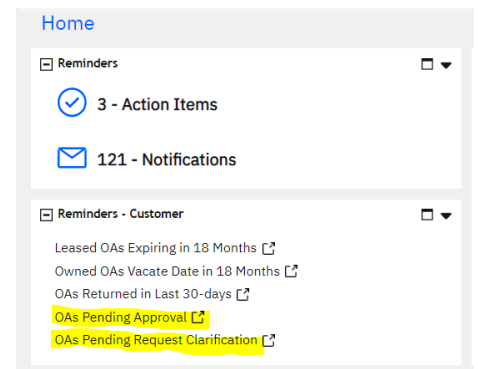 Home
Reminders
3 - Action Items
121 - Notifications
Reminders - Customer
Leased OAs Expiring in 18 Months
Owned OAs Vacate Date in 18 Months
OAs Returned in Last 30-days
OAs Pending Approval
OAs Pending Request Clarification